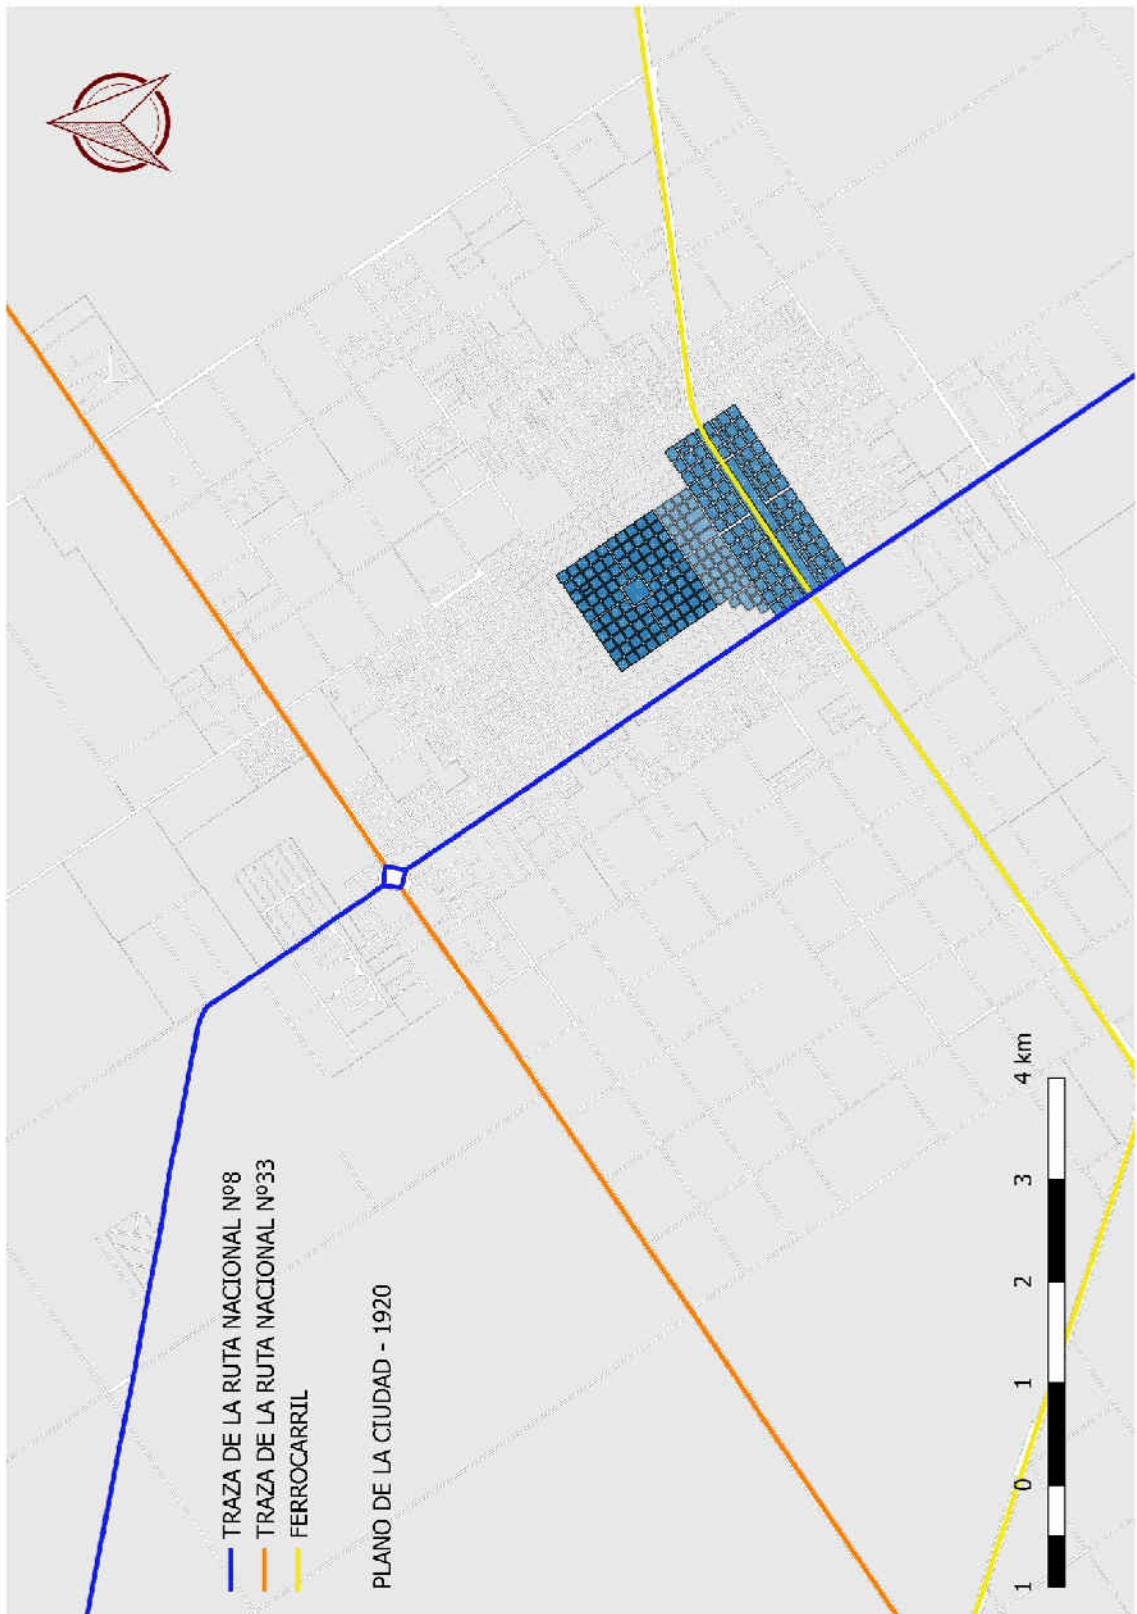 TRAZA DE LA RUTA NACIONAL Nº8
TRAZA DE LA RUTA NACIONAL Nº33
FERROCARRIL
PLANO DE LA CIUDAD - 1920
1 0 1 2 3 4 km